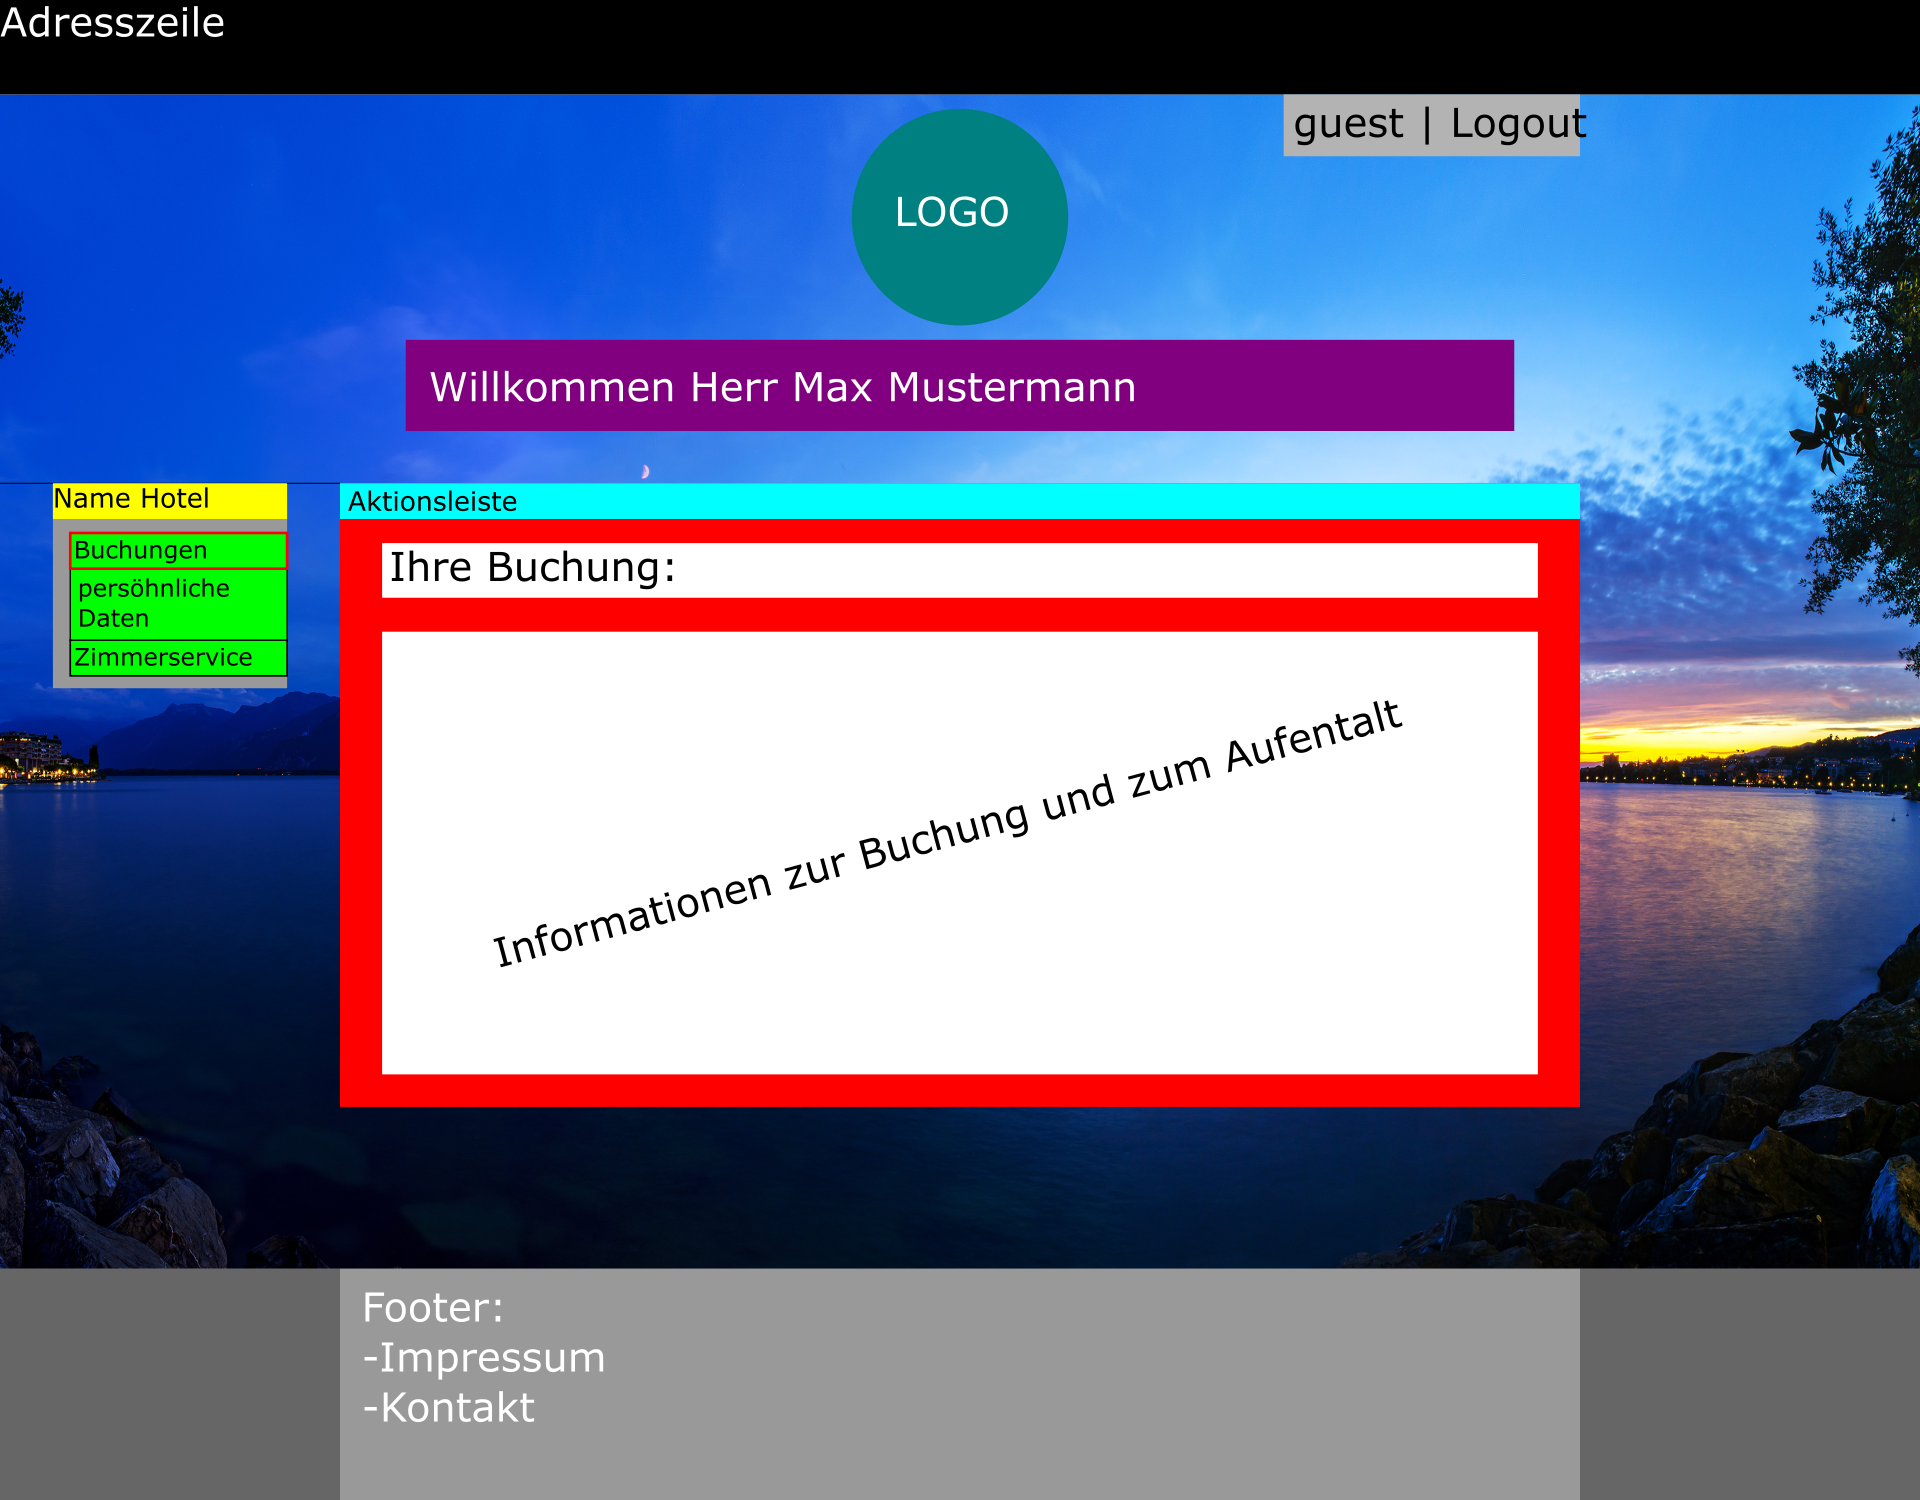 Adresszeile
guest | Logout
LOGO
Willkommen Herr Max Mustermann
Name Hotel
Buchungen
persöhnliche
Daten
Zimmerservice
Aktionsleiste
Ihre Buchung:
Informationen zur Buchung und zum Aufentalt
Footer:
-Impressum
-Kontakt